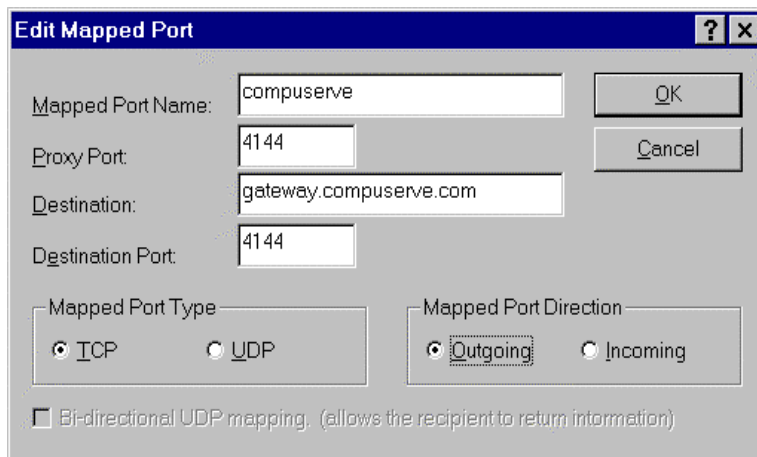 Edit Mapped Port
Mapped Port Name: compuserve OK
Proxy Port: 4144 Cancel
Destination: gateway.compuserve.com
Destination Port: 4144
Mapped Port Type Mapped Port Direction
TCP UDP Outgoing Incoming
Bi-directional UDP mapping. (allows the recipient to return information)